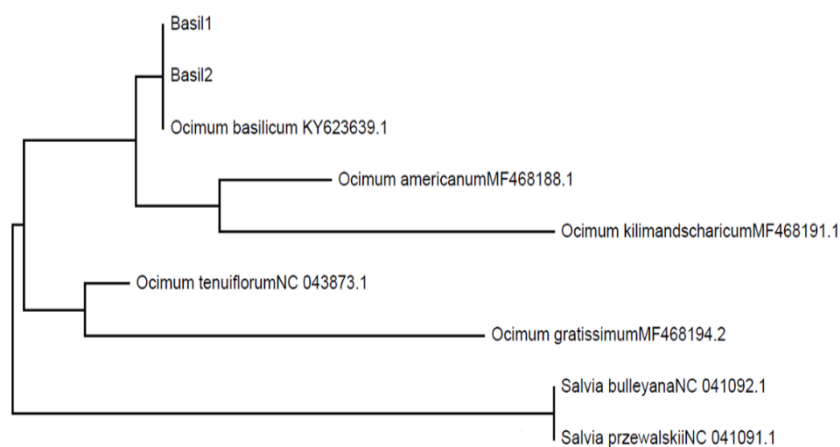 Basil1
Basil2
Ocimum basilicum KY623639.1
Ocimum americanumMF468188.1
Ocimum kilimandscharicumMF468191.1
Ocimum tenuiflorumNC 043873.1
Ocimum gratissimumMF468194.2
Salvia bulleyanaNC 041092.1
Salvia przewalskiiNC 041091.1